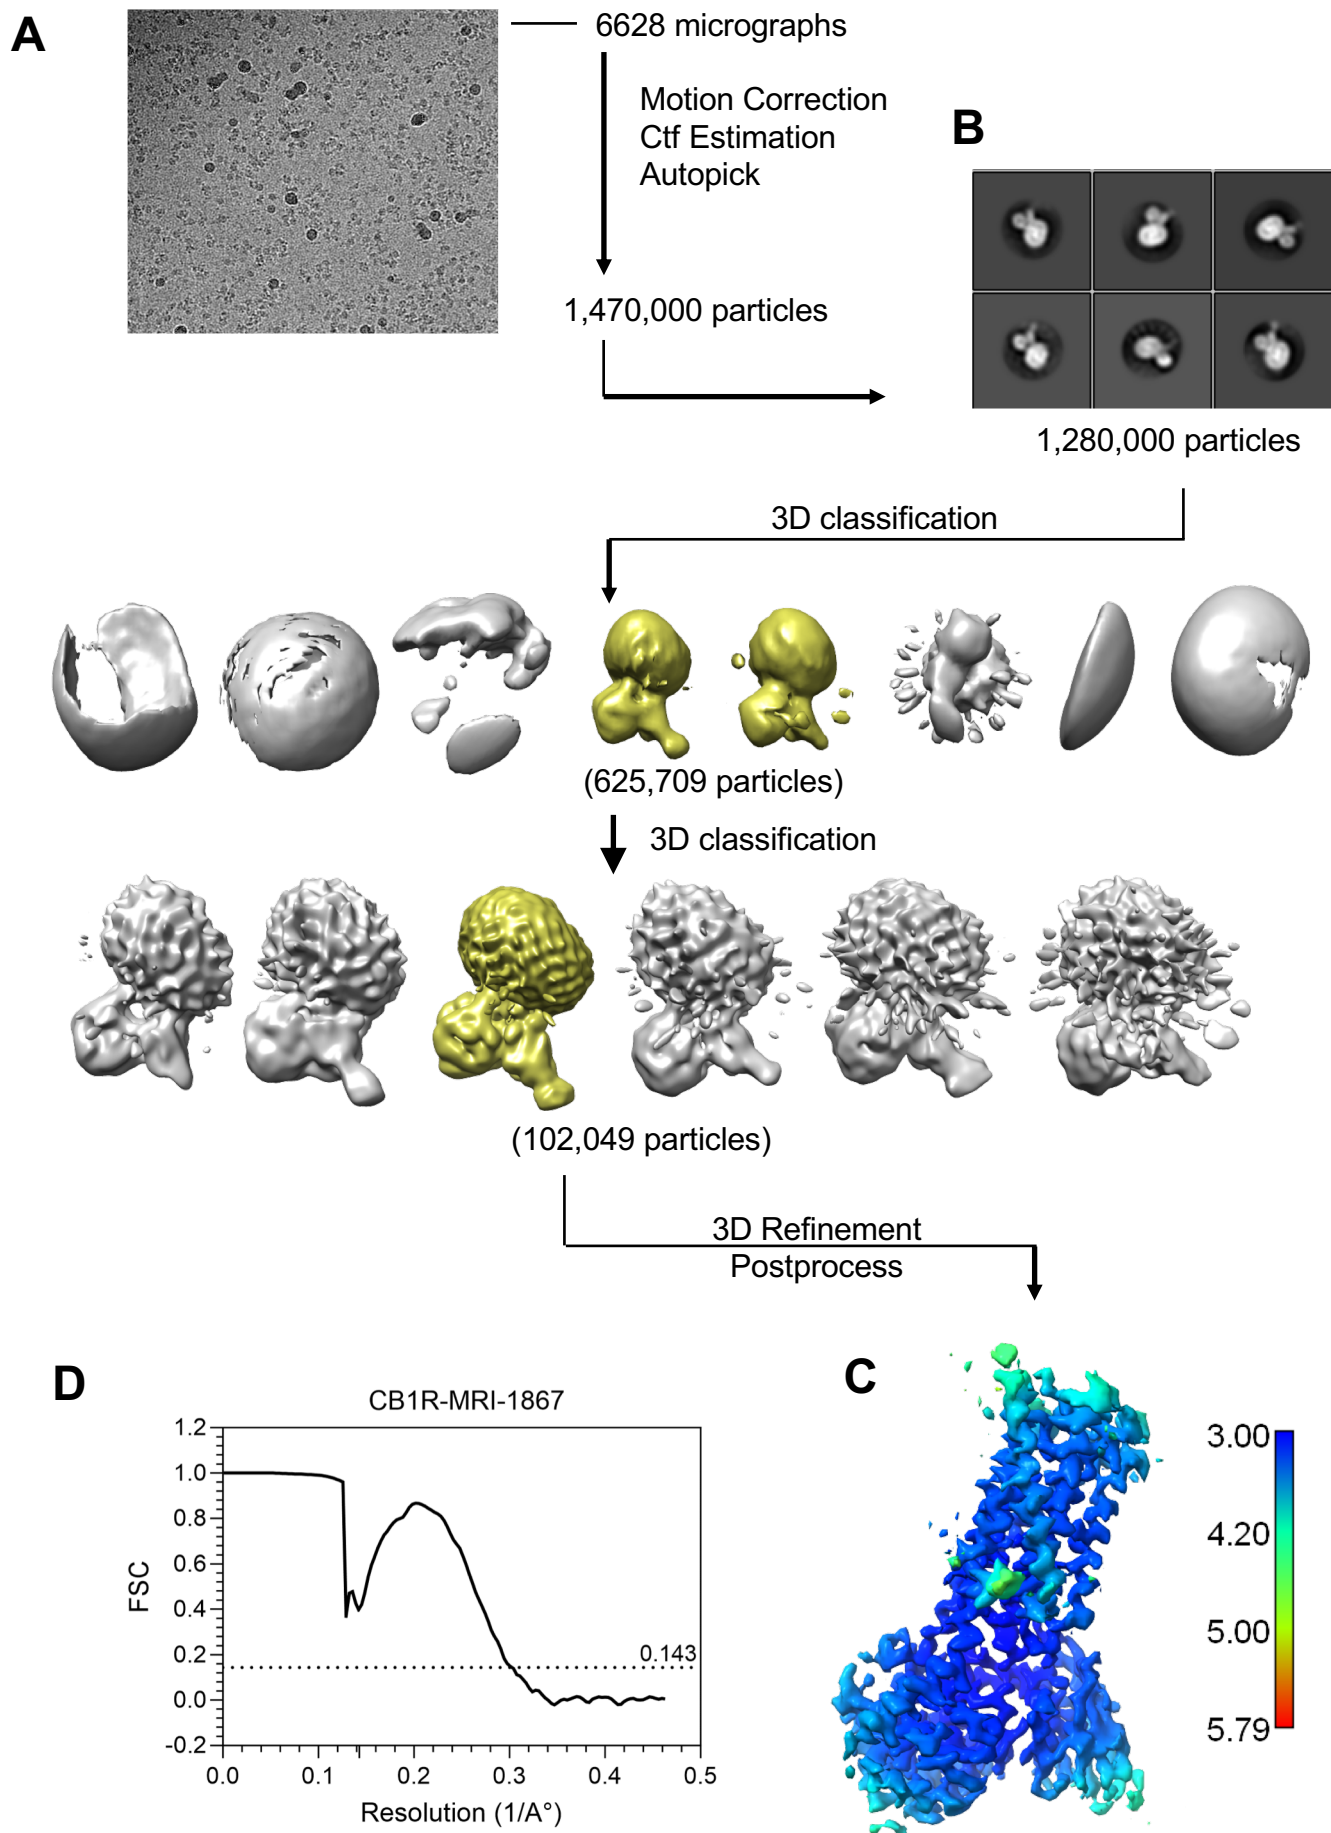 A
6628 micrographs
Motion Correction
Ctf Estimation
Autopick
B
1,470,000 particles
1,280,000 particles
3D classification
(625,709 particles)
3D classification
(102,049 particles)
3D Refinement
Postprocess
D
CB1R-MRI-1867
1.2
1.0
0.8
0.6
0.4
0.2
0.0
-0.2
FSC
0.143
0.0 0.1 0.2 0.3 0.4 0.5
Resolution (1/A°)
C
3.00
4.20
5.00
5.79